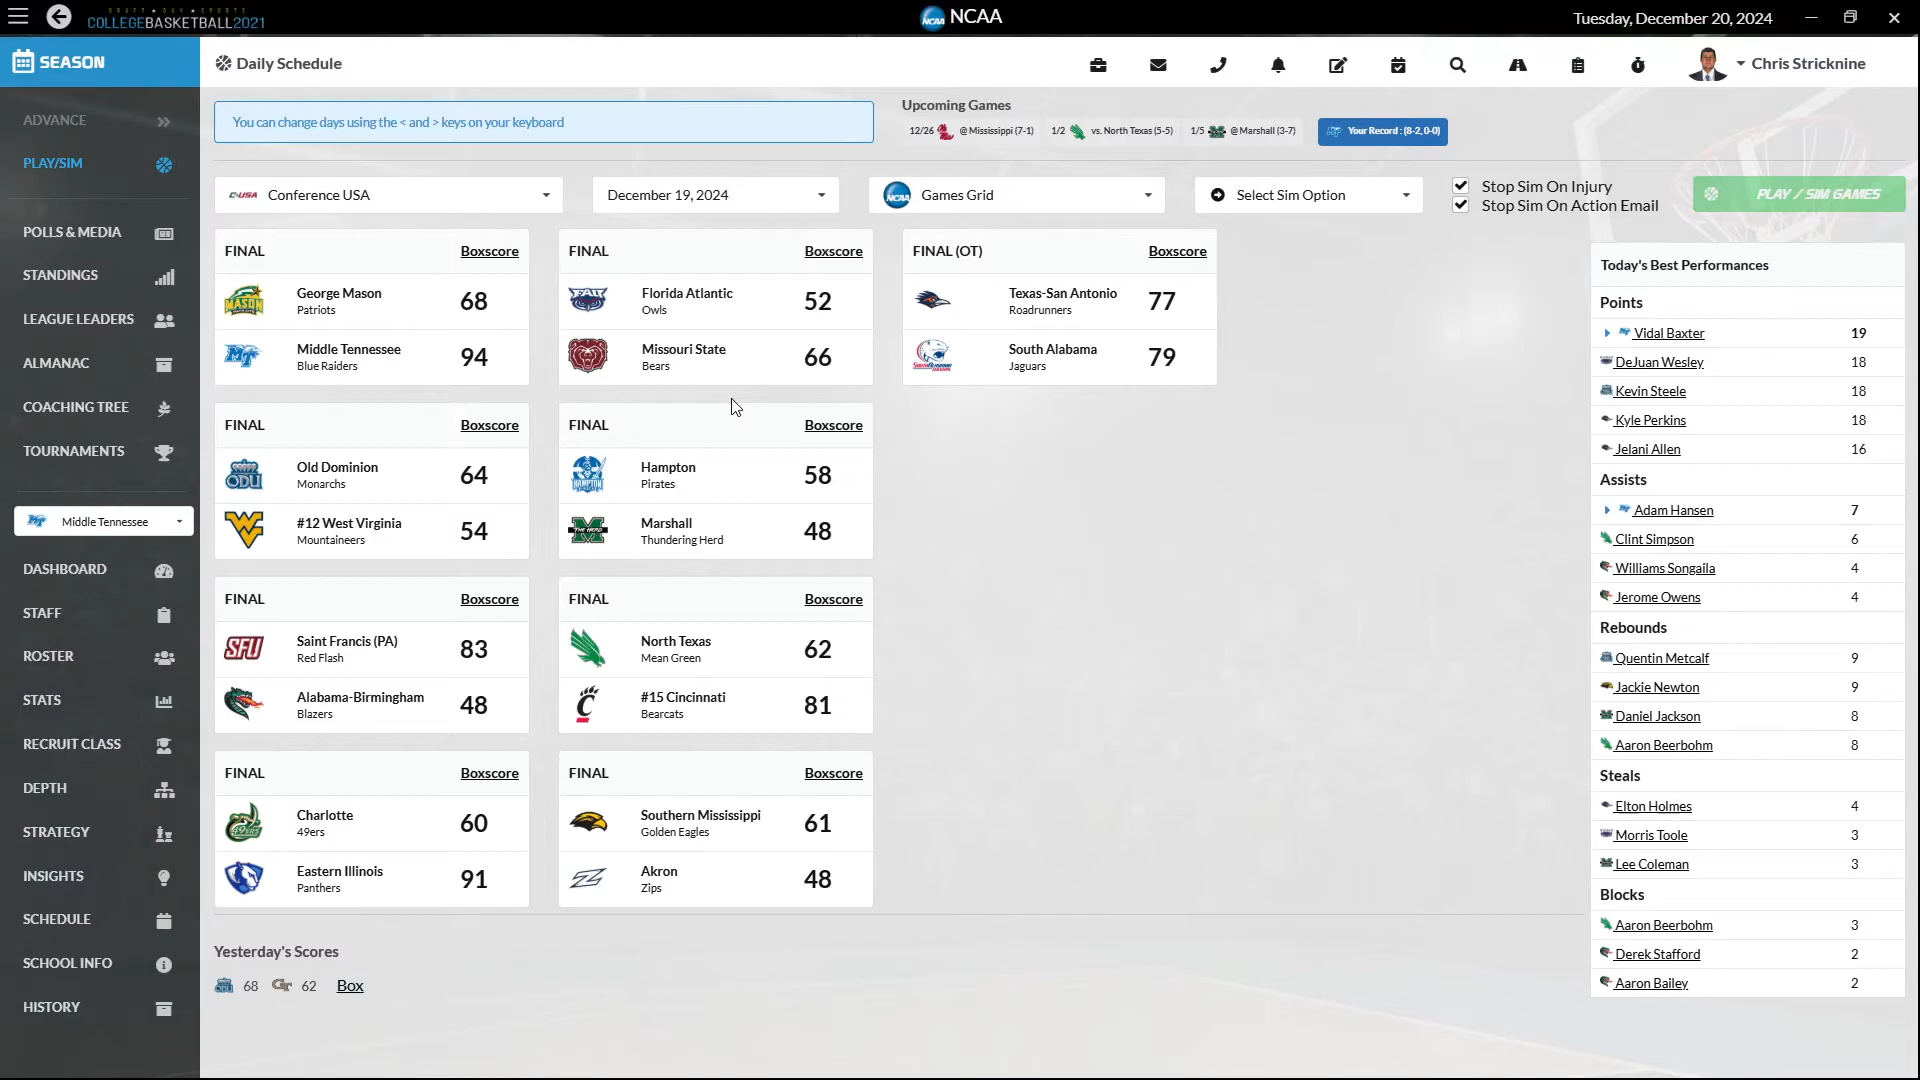 DRAFT DAY SPORTS
COLLEGEBASKETBALL2021
NCAA
Tuesday, December 20, 2024
SEASON
Daily Schedule
Chris Stricknine
ADVANCE
PLAY/SIM
POLLS & MEDIA
STANDINGS
LEAGUE LEADERS
ALMANAC
COACHING TREE
TOURNAMENTS
Middle Tennessee
DASHBOARD
STAFF
ROSTER
STATS
RECRUIT CLASS
DEPTH
STRATEGY
INSIGHTS
SCHEDULE
SCHOOL INFO
HISTORY
You can change days using the < and > keys on your keyboard
Upcoming Games
12/26 @ Mississippi (7-1) 1/2 vs. North Texas (5-5) 1/5 @ Marshall (3-7) Your Record : (8-2, 0-0)
Conference USA
December 19, 2024
Games Grid
Select Sim Option
Stop Sim On Injury
Stop Sim On Action Email
PLAY / SIM GAMES
FINAL Boxscore
George Mason
Patriots
68
Middle Tennessee
Blue Raiders
94
FINAL Boxscore
Florida Atlantic
Owls
52
Missouri State
Bears
66
FINAL (OT) Boxscore
Texas-San Antonio
Roadrunners
77
South Alabama
Jaguars
79
FINAL Boxscore
Old Dominion
Monarchs
64
#12 West Virginia
Mountaineers
54
FINAL Boxscore
Hampton
Pirates
58
Marshall
Thundering Herd
48
FINAL Boxscore
Saint Francis (PA)
Red Flash
83
Alabama-Birmingham
Blazers
48
FINAL Boxscore
North Texas
Mean Green
62
#15 Cincinnati
Bearcats
81
FINAL Boxscore
Charlotte
49ers
60
Eastern Illinois
Panthers
91
FINAL Boxscore
Southern Mississippi
Golden Eagles
61
Akron
Zips
48
Yesterday's Scores
68 62 Box
Today's Best Performances
Points
Vidal Baxter 19
DeJuan Wesley 18
Kevin Steele 18
Kyle Perkins 18
Jelani Allen 16
Assists
Adam Hansen 7
Clint Simpson 6
Williams Songaila 4
Jerome Owens 4
Rebounds
Quentin Metcalf 9
Jackie Newton 9
Daniel Jackson 8
Aaron Beerbohm 8
Steals
Elton Holmes 4
Morris Toole 3
Lee Coleman 3
Blocks
Aaron Beerbohm 3
Derek Stafford 2
Aaron Bailey 2